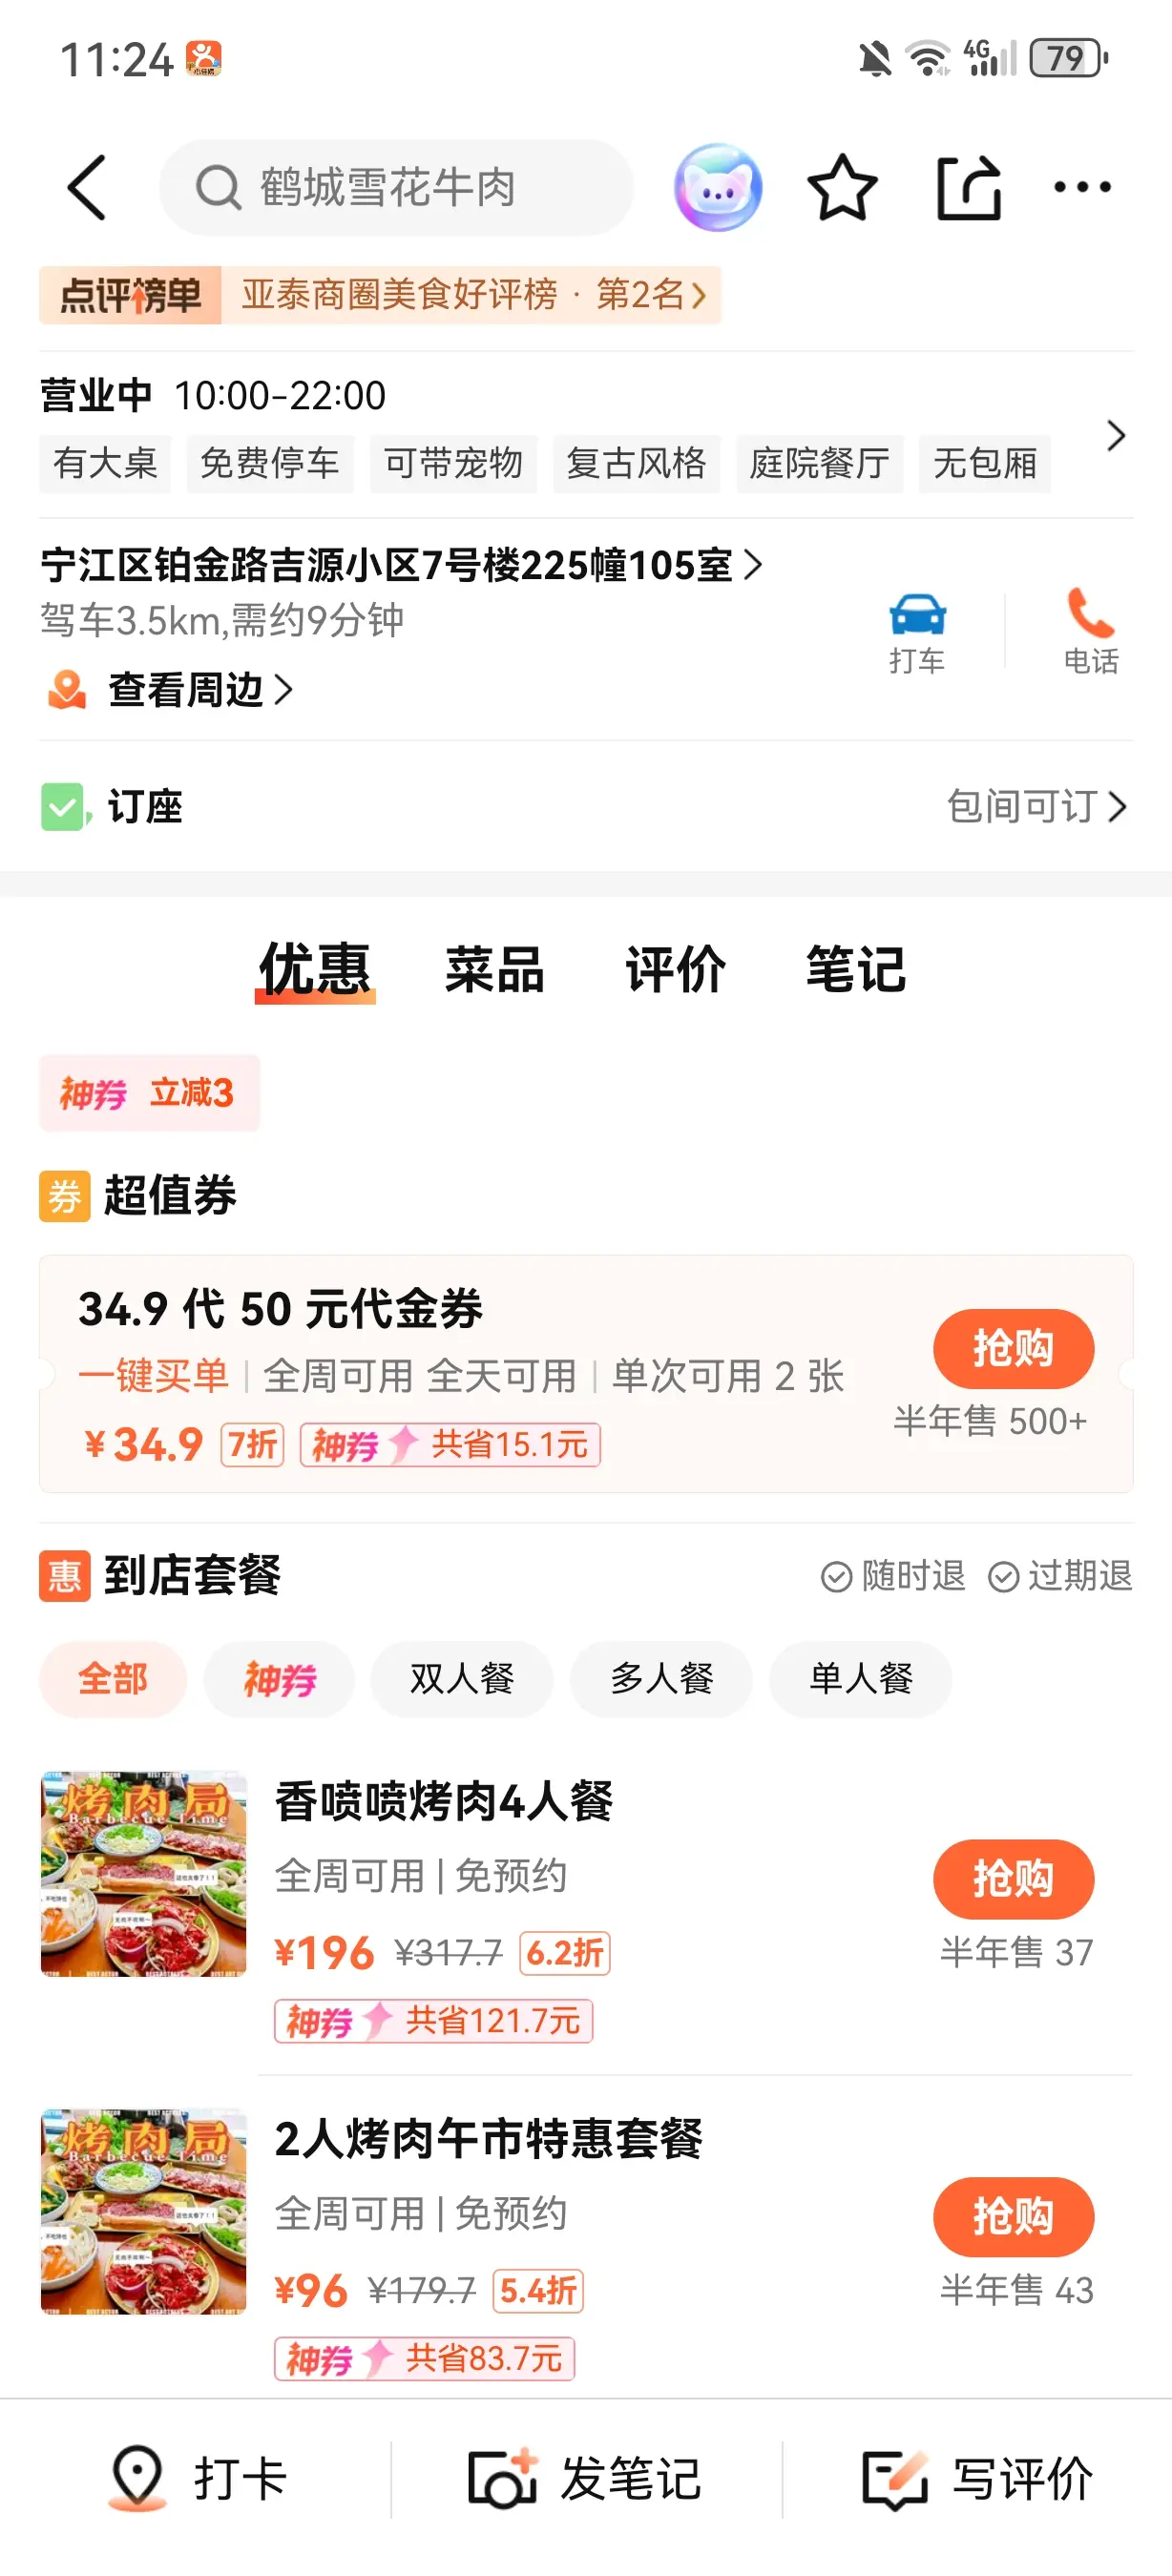 11:24
4G
79
鹤城雪花牛肉
点评榜单 亚泰商圈美食好评榜 · 第2名
营业中 10:00-22:00
有大桌 免费停车 可带宠物 复古风格 庭院餐厅 无包厢
宁江区铂金路吉源小区7号楼225幢105室
驾车3.5km,需约9分钟
打车 电话
查看周边
订座 包间可订
优惠 菜品 评价 笔记
神券 立减3
券 超值券
34.9 代 50 元代金券
抢购
一键买单 | 全周可用 全天可用 | 单次可用 2 张
半年售 500+
¥34.9 7折 神券 共省15.1元
惠 到店套餐 随时退 过期退
全部 神券 双人餐 多人餐 单人餐
烤肉局
Barbecue Time
香喷喷烤肉4人餐
全周可用 | 免预约
抢购
¥196 ¥317.7 6.2折
半年售 37
神券 共省121.7元
烤肉局
Barbecue Time
2人烤肉午市特惠套餐
全周可用 | 免预约
抢购
¥96 ¥179.7 5.4折
半年售 43
神券 共省83.7元
打卡 发笔记 写评价